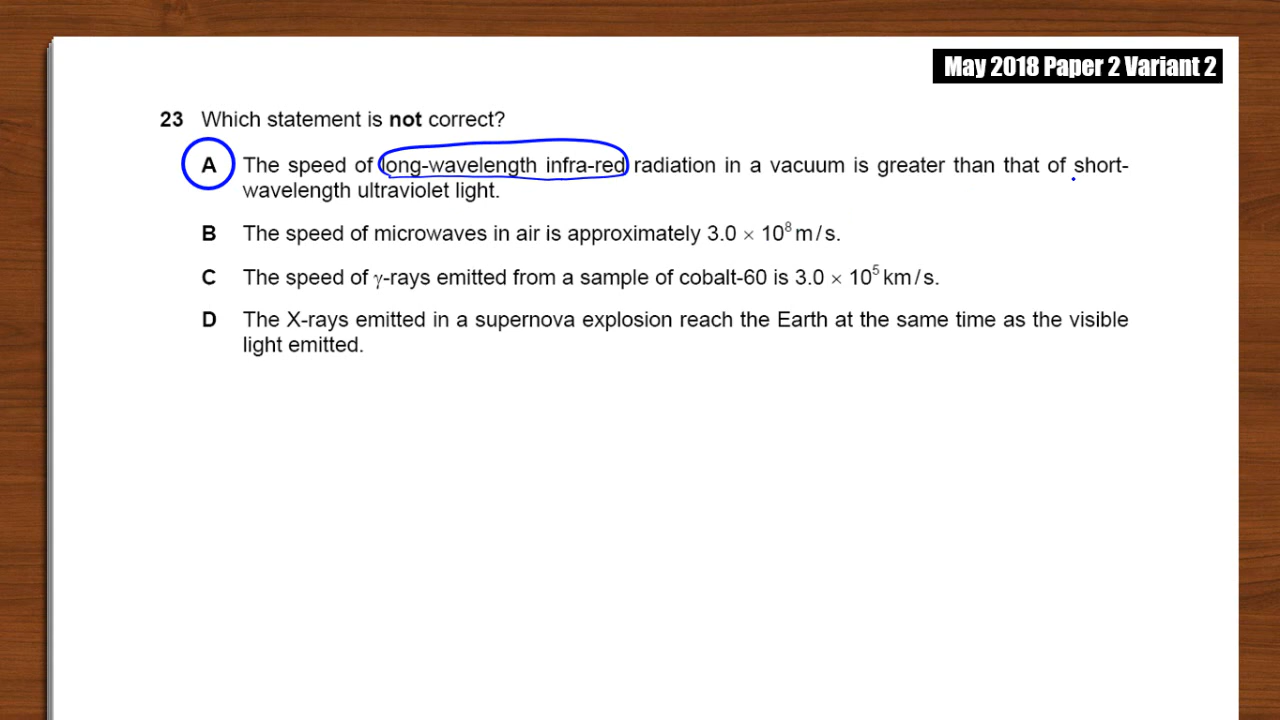 May 2018 Paper 2 Variant 2
23 Which statement is not correct?
A The speed of long-wavelength infra-red radiation in a vacuum is greater than that of short-
wavelength ultraviolet light.
B The speed of microwaves in air is approximately 3.0 × 10⁸ m/s.
C The speed of γ-rays emitted from a sample of cobalt-60 is 3.0 × 10⁵ km/s.
D The X-rays emitted in a supernova explosion reach the Earth at the same time as the visible
light emitted.